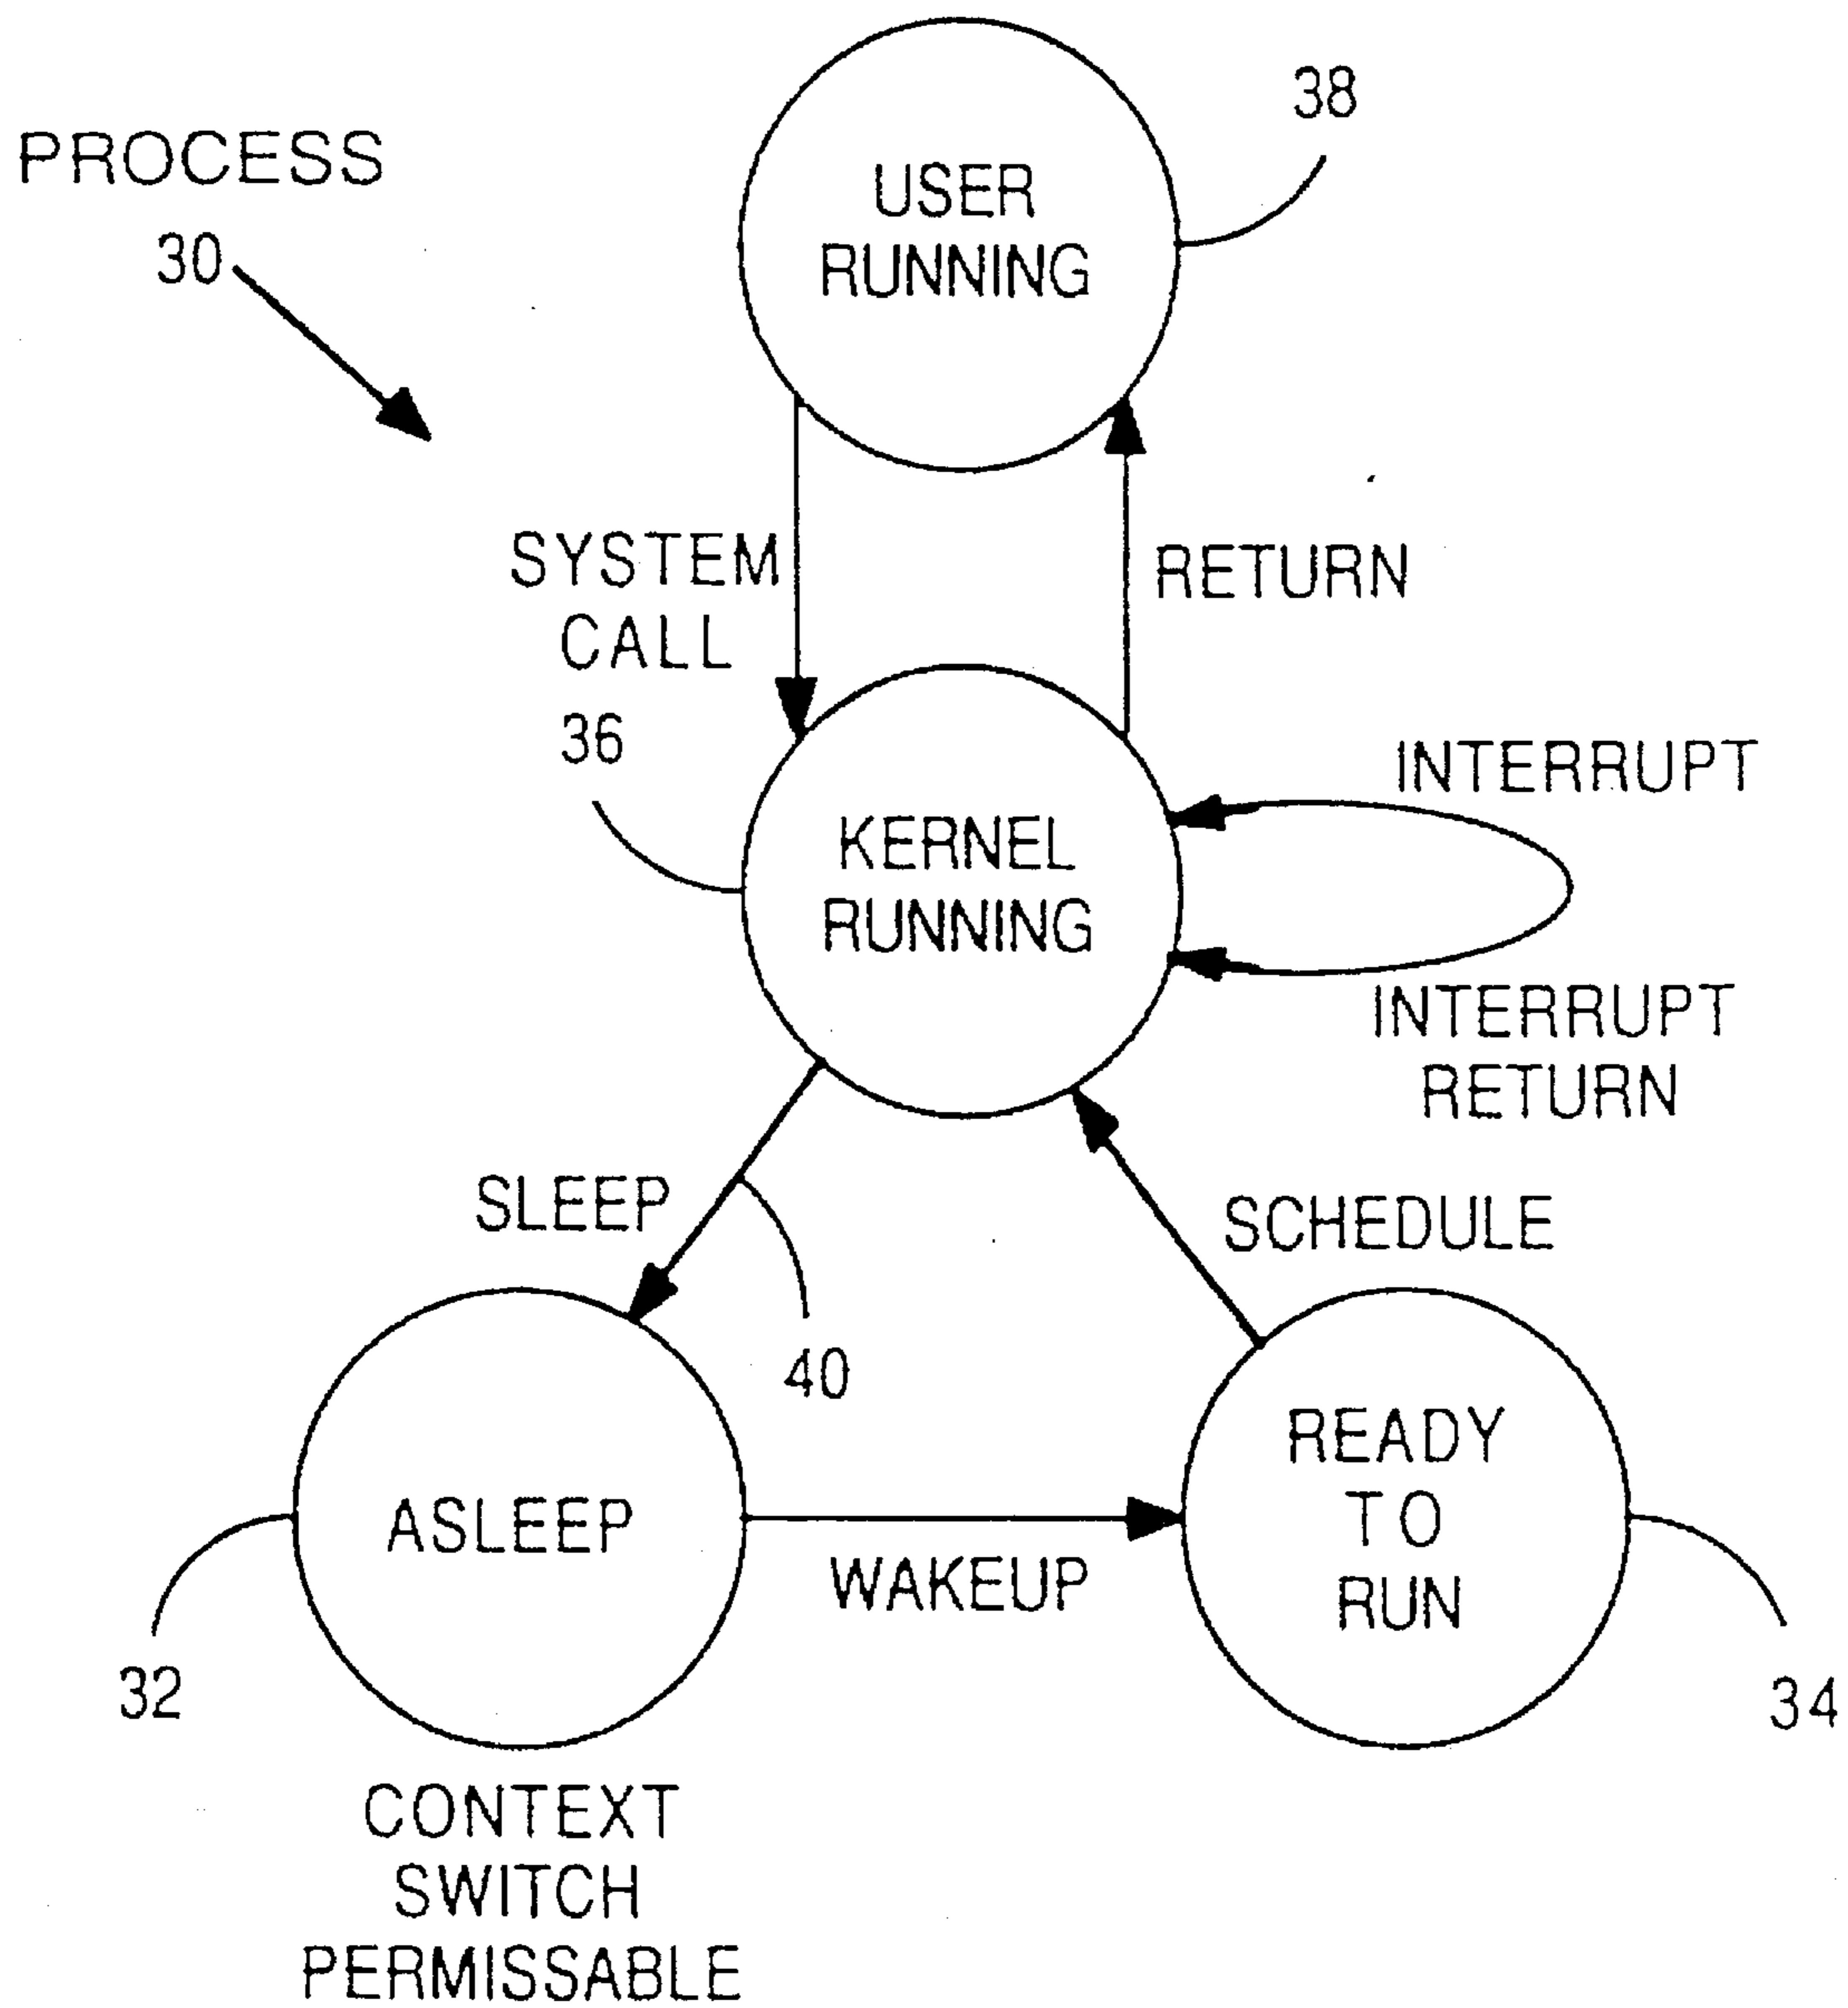 PROCESS
30
USER
RUNNING
38
SYSTEM
CALL
RETURN
36
KERNEL
RUNNING
INTERRUPT
INTERRUPT
RETURN
SLEEP
40
SCHEDULE
ASLEEP
32
WAKEUP
READY
TO
RUN
34
CONTEXT
SWITCH
PERMISSABLE